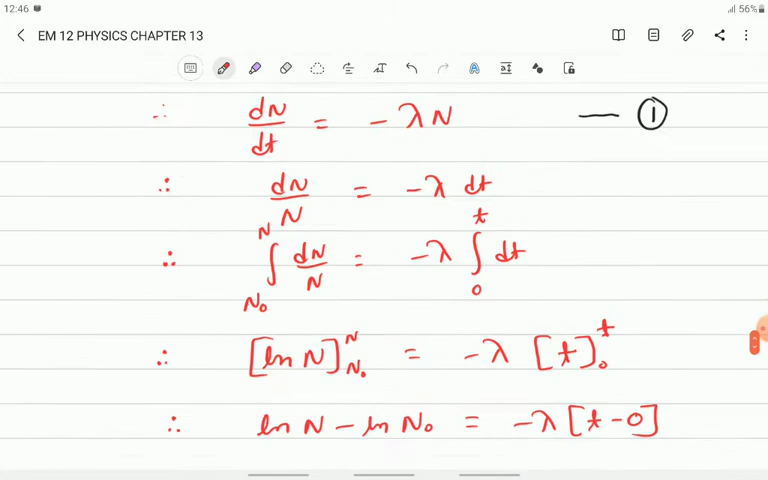 12:46 56%
EM 12 PHYSICS CHAPTER 13
∴ dN/dt = -λN — ①
∴ dN/N = -λ dt
∴ ∫_{N₀}^{N} dN/N = -λ ∫_{0}^{t} dt
∴ [ln N]_{N₀}^{N} = -λ [t]_{0}^{t}
∴ ln N - ln N₀ = -λ [t - 0]